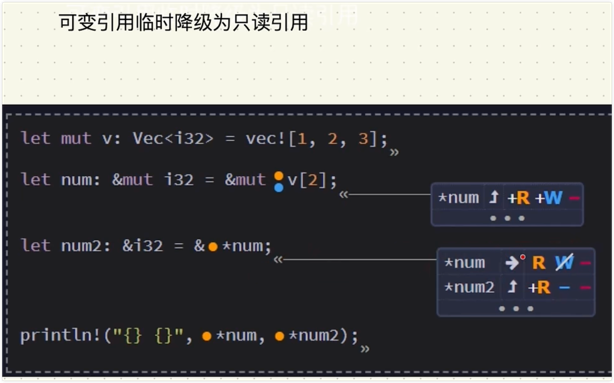 可变引用临时降级为只读引用
let mut v: Vec<i32> = vec![1, 2, 3];»
let num: &mut i32 = &mut v[2];«
*num ⮥ +R +W -
•••
let num2: &i32 = &*num;«
*num → R W -
*num2 ⮥ +R - -
•••
println!("{} {}", *num, *num2);»